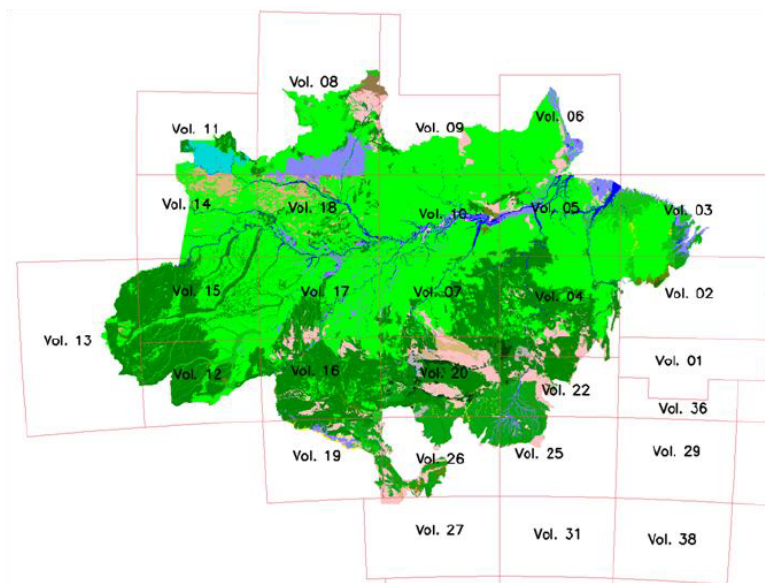 Vol. 08
Vol. 06
Vol. 11
Vol. 09
Vol. 14
Vol. 18
Vol. 10
Vol. 05
Vol. 03
Vol. 15
Vol. 17
Vol. 07
Vol. 04
Vol. 02
Vol. 13
Vol. 12
Vol. 16
Vol. 20
Vol. 22
Vol. 01
Vol. 36
Vol. 19
Vol. 26
Vol. 25
Vol. 29
Vol. 27
Vol. 31
Vol. 38